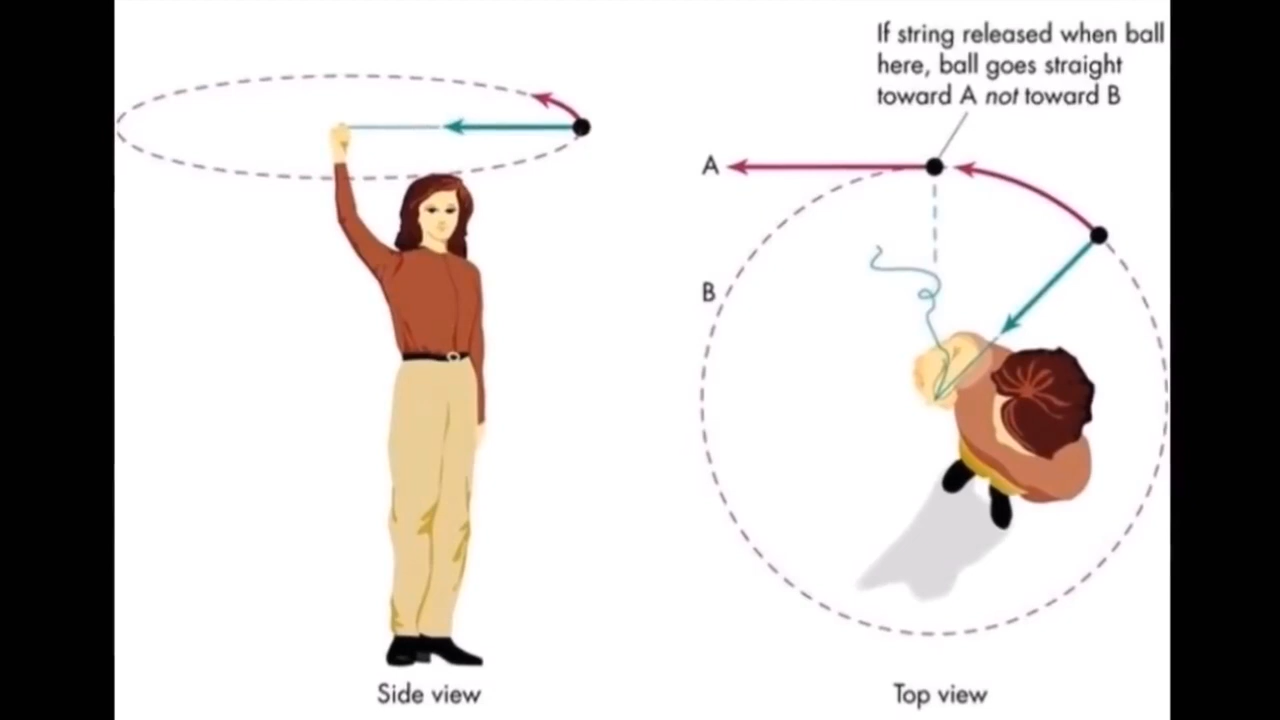 If string released when ball
here, ball goes straight
toward A not toward B
A
B
Side view
Top view